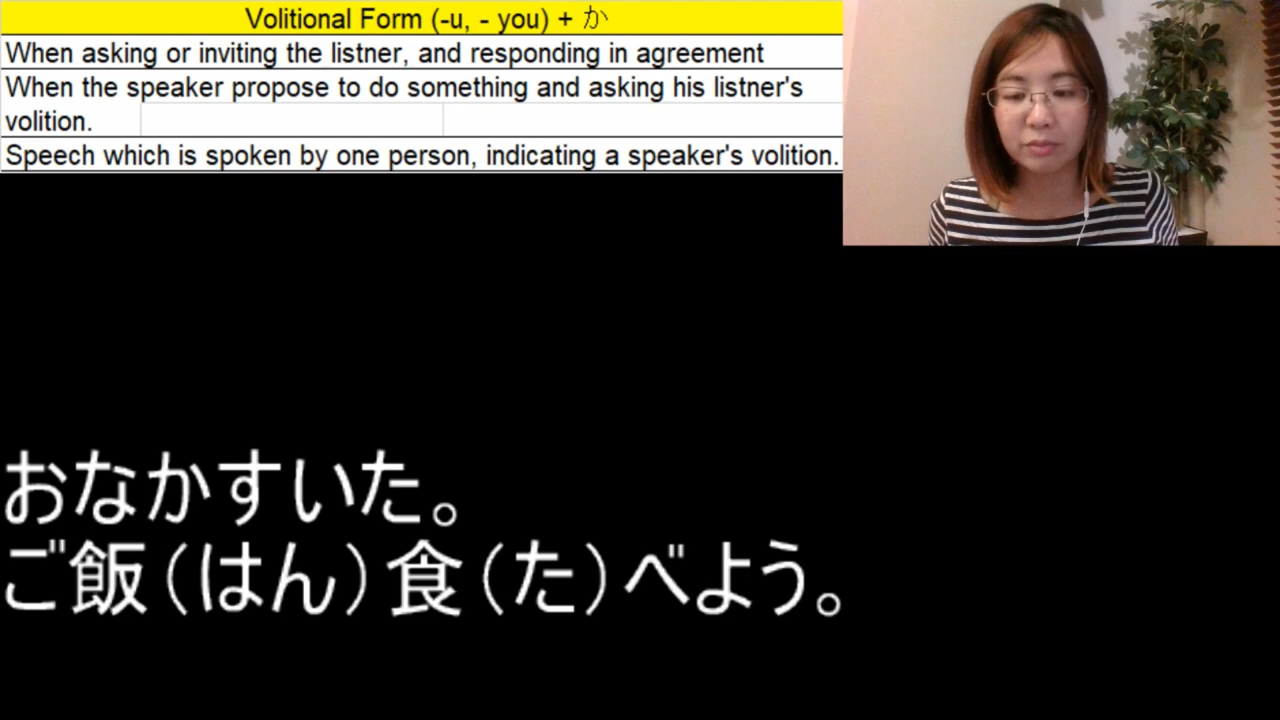 Volitional Form (-u, - you) + か
When asking or inviting the listner, and responding in agreement
When the speaker propose to do something and asking his listner's
volition.
Speech which is spoken by one person, indicating a speaker's volition.
おなかすいた。
ご飯（はん）食（た）べよう。